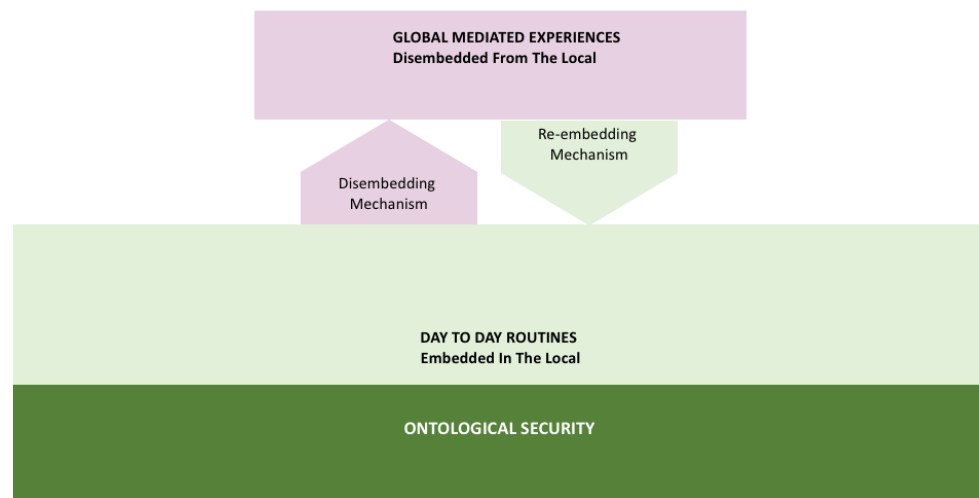 GLOBAL MEDIATED EXPERIENCES
Disembedded From The Local
Re-embedding
Mechanism
Disembedding
Mechanism
DAY TO DAY ROUTINES
Embedded In The Local
ONTOLOGICAL SECURITY